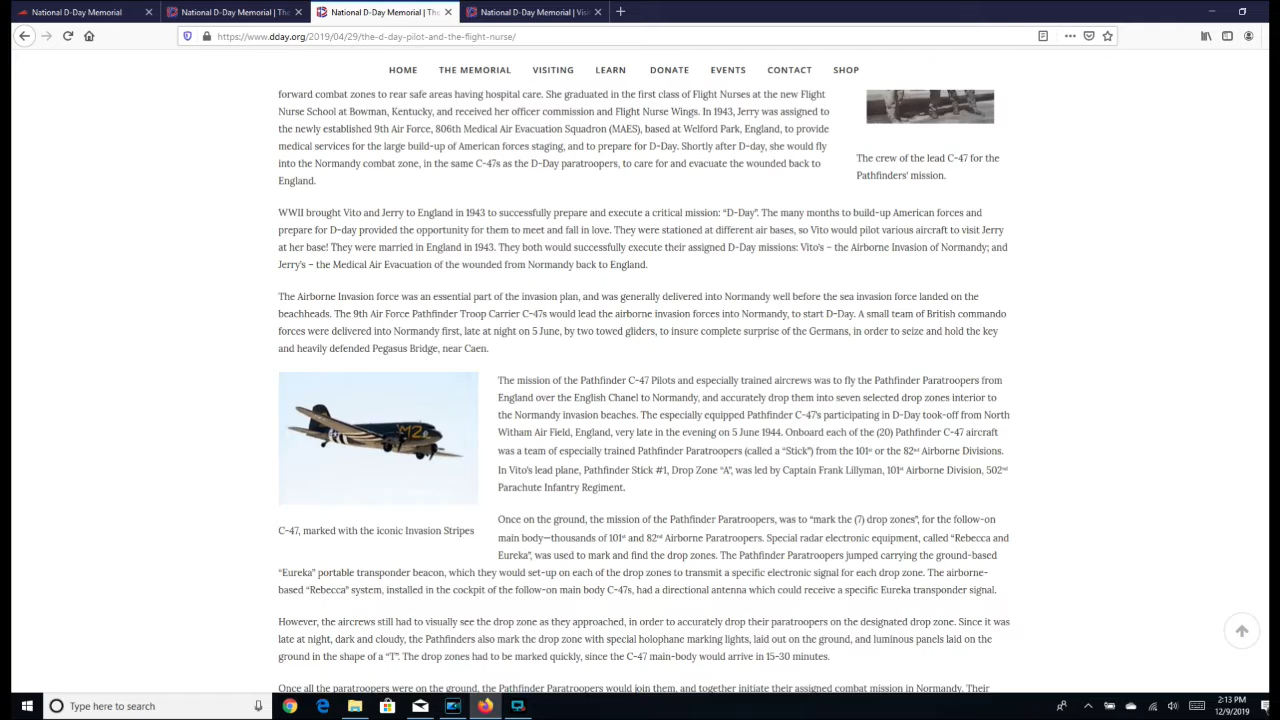 National D-Day Memorial
National D-Day Memorial | The
National D-Day Memorial | The
National D-Day Memorial | Visi
https://www.dday.org/2019/04/29/the-d-day-pilot-and-the-flight-nurse/
HOME THE MEMORIAL VISITING LEARN DONATE EVENTS CONTACT SHOP
forward combat zones to rear safe areas having hospital care. She graduated in the first class of Flight Nurses at the new Flight
Nurse School at Bowman, Kentucky, and received her officer commission and Flight Nurse Wings. In 1943, Jerry was assigned to
the newly established 9th Air Force, 806th Medical Air Evacuation Squadron (MAES), based at Welford Park, England, to provide
medical services for the large build-up of American forces staging, and to prepare for D-Day. Shortly after D-day, she would fly
into the Normandy combat zone, in the same C-47s as the D-Day paratroopers, to care for and evacuate the wounded back to
England.
The crew of the lead C-47 for the
Pathfinders' mission.
WWII brought Vito and Jerry to England in 1943 to successfully prepare and execute a critical mission: “D-Day”. The many months to build-up American forces and
prepare for D-day provided the opportunity for them to meet and fall in love. They were stationed at different air bases, so Vito would pilot various aircraft to visit Jerry
at her base! They were married in England in 1943. They both would successfully execute their assigned D-Day missions: Vito's – the Airborne Invasion of Normandy; and
Jerry's – the Medical Air Evacuation of the wounded from Normandy back to England.
The Airborne Invasion force was an essential part of the invasion plan, and was generally delivered into Normandy well before the sea invasion force landed on the
beachheads. The 9th Air Force Pathfinder Troop Carrier C-47s would lead the airborne invasion forces into Normandy, to start D-Day. A small team of British commando
forces were delivered into Normandy first, late at night on 5 June, by two towed gliders, to insure complete surprise of the Germans, in order to seize and hold the key
and heavily defended Pegasus Bridge, near Caen.
M2
C-47, marked with the iconic Invasion Stripes
The mission of the Pathfinder C-47 Pilots and especially trained aircrews was to fly the Pathfinder Paratroopers from
England over the English Chanel to Normandy, and accurately drop them into seven selected drop zones interior to
the Normandy invasion beaches. The especially equipped Pathfinder C-47's participating in D-Day took-off from North
Witham Air Field, England, very late in the evening on 5 June 1944. Onboard each of the (20) Pathfinder C-47 aircraft
was a team of especially trained Pathfinder Paratroopers (called a “Stick”) from the 101st or the 82nd Airborne Divisions.
In Vito's lead plane, Pathfinder Stick #1, Drop Zone “A”, was led by Captain Frank Lillyman, 101st Airborne Division, 502nd
Parachute Infantry Regiment.
Once on the ground, the mission of the Pathfinder Paratroopers, was to “mark the (7) drop zones”, for the follow-on
main body—thousands of 101st and 82nd Airborne Paratroopers. Special radar electronic equipment, called “Rebecca and
Eureka”, was used to mark and find the drop zones. The Pathfinder Paratroopers jumped carrying the ground-based
“Eureka” portable transponder beacon, which they would set-up on each of the drop zones to transmit a specific electronic signal for each drop zone. The airborne-
based “Rebecca” system, installed in the cockpit of the follow-on main body C-47s, had a directional antenna which could receive a specific Eureka transponder signal.
However, the aircrews still had to visually see the drop zone as they approached, in order to accurately drop their paratroopers on the designated drop zone. Since it was
late at night, dark and cloudy, the Pathfinders also mark the drop zone with special holophane marking lights, laid out on the ground, and luminous panels laid on the
ground in the shape of a “T”. The drop zones had to be marked quickly, since the C-47 main-body would arrive in 15-30 minutes.
Once all the paratroopers were on the ground, the Pathfinder Paratroopers would join them, and together initiate their assigned combat mission in Normandy. Their
Type here to search
2:13 PM
12/9/2019